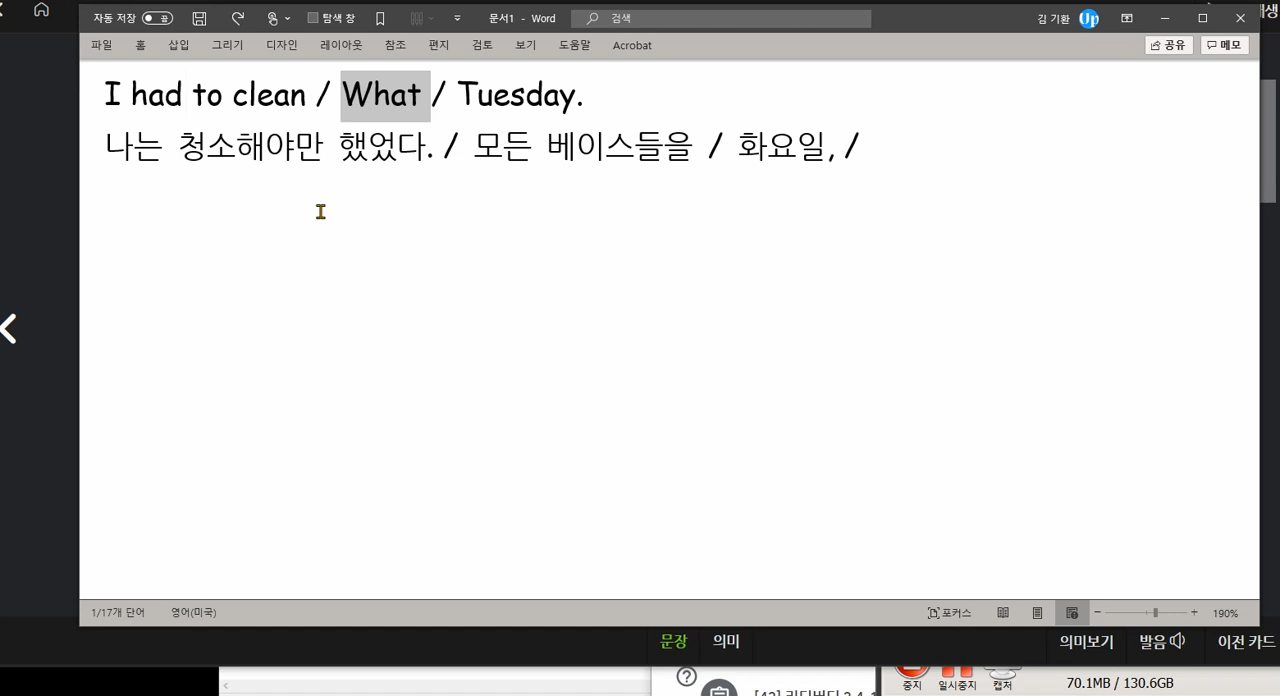 자동 저장 끔 탐색 창 문서1 - Word 검색 김 기환 Up
파일 홈 삽입 그리기 디자인 레이아웃 참조 편지 검토 보기 도움말 Acrobat 공유 메모
I had to clean / What / Tuesday.
나는 청소해야만 했었다. / 모든 베이스들을 / 화요일, /
1/17개 단어 영어(미국) 포커스 190%
문장 의미 의미보기 발음 이전 카드
중지 일시중지 캡처 70.1MB / 130.6GB